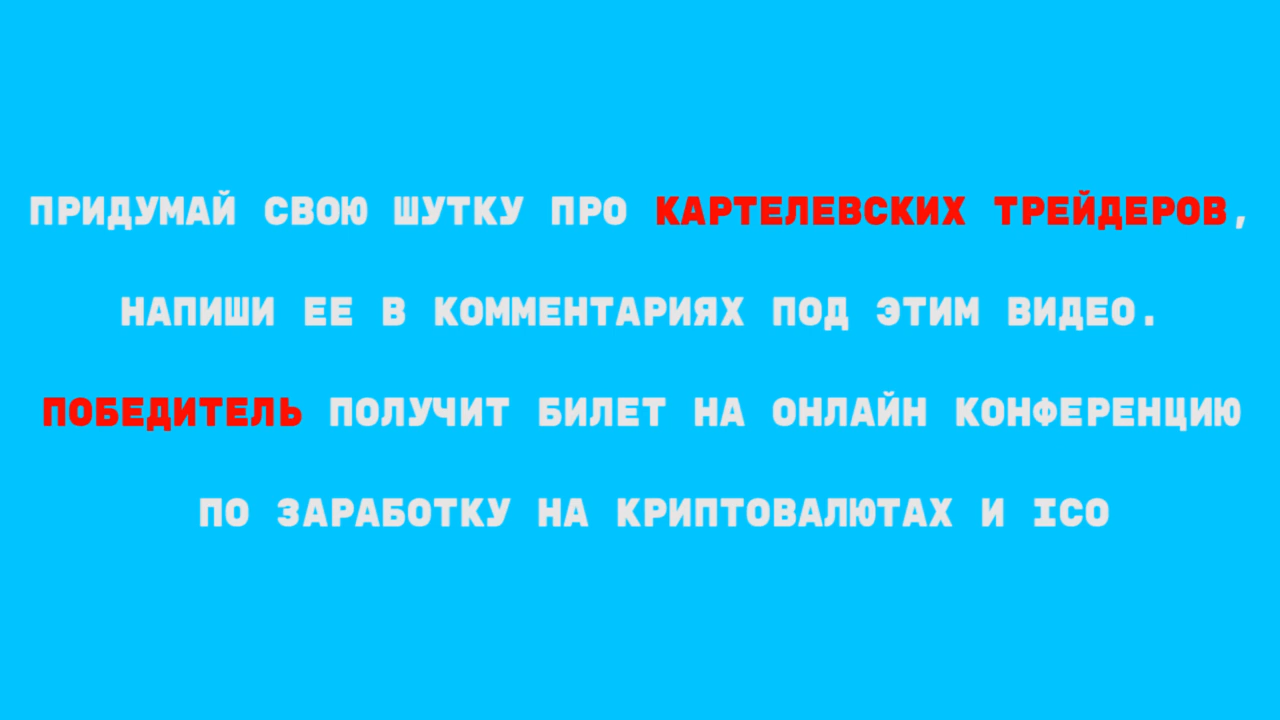 ПРИДУМАЙ СВОЮ ШУТКУ ПРО КАРТЕЛЕВСКИХ ТРЕЙДЕРОВ,
НАПИШИ ЕЕ В КОММЕНТАРИЯХ ПОД ЭТИМ ВИДЕО.
ПОБЕДИТЕЛЬ ПОЛУЧИТ БИЛЕТ НА ОНЛАЙН КОНФЕРЕНЦИЮ
ПО ЗАРАБОТКУ НА КРИПТОВАЛЮТАХ И ICO